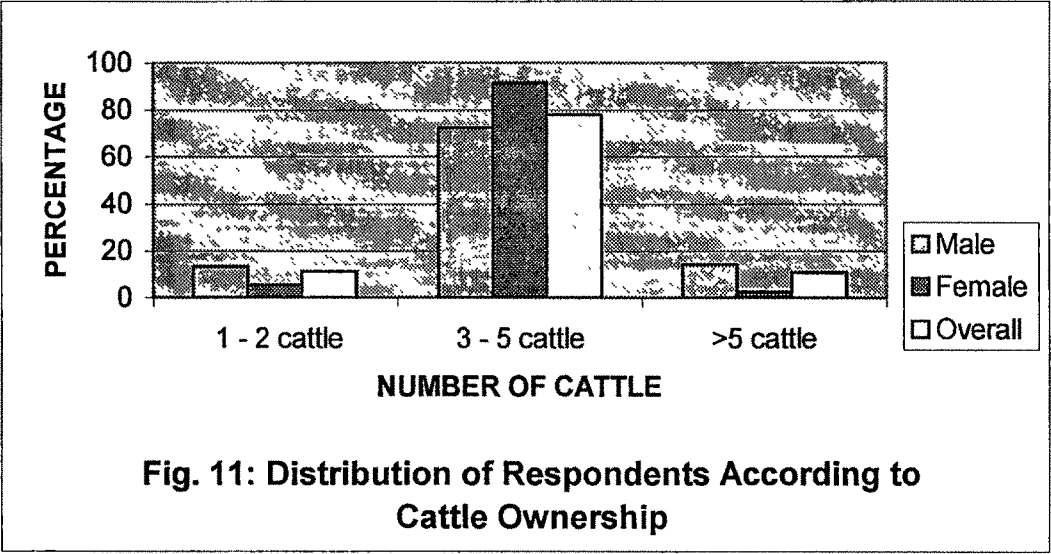 PERCENTAGE
100
80
60
40
20
0
1 - 2 cattle
3 - 5 cattle
>5 cattle
NUMBER OF CATTLE
Male
Female
Overall
Fig. 11: Distribution of Respondents According to
Cattle Ownership